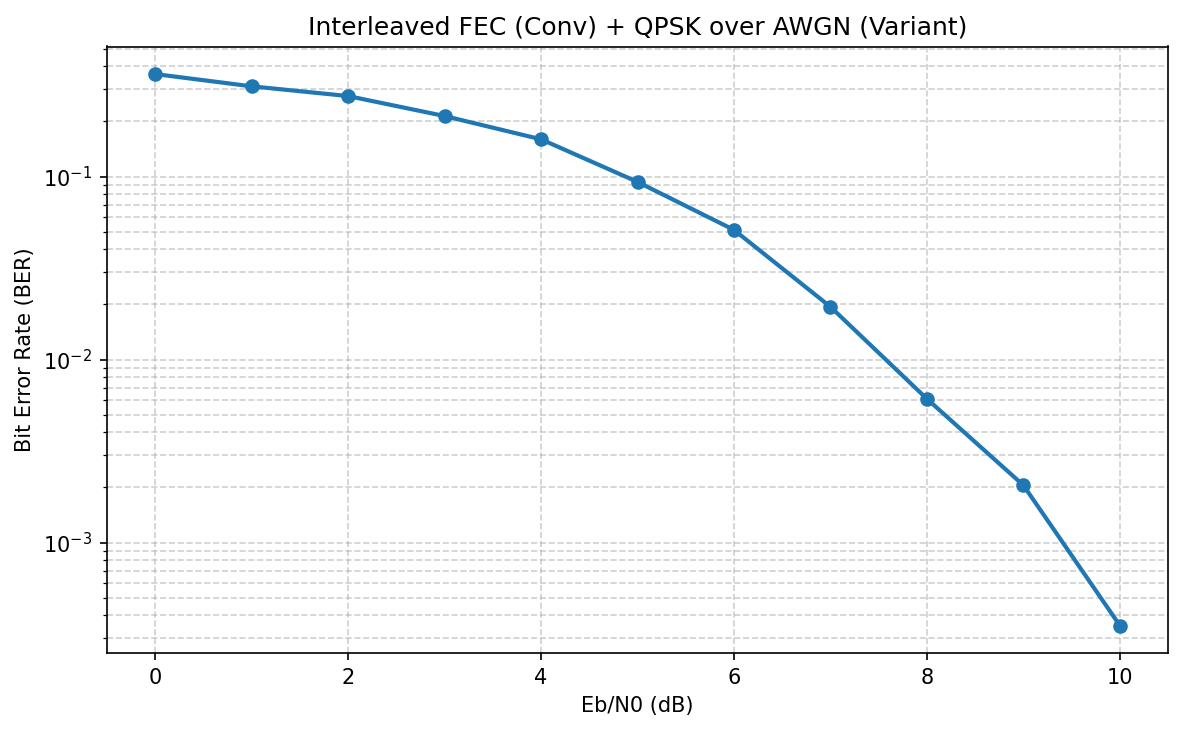 Interleaved FEC (Conv) + QPSK over AWGN (Variant)
Bit Error Rate (BER)
10⁻¹
10⁻²
10⁻³
0 2 4 6 8 10
Eb/N0 (dB)